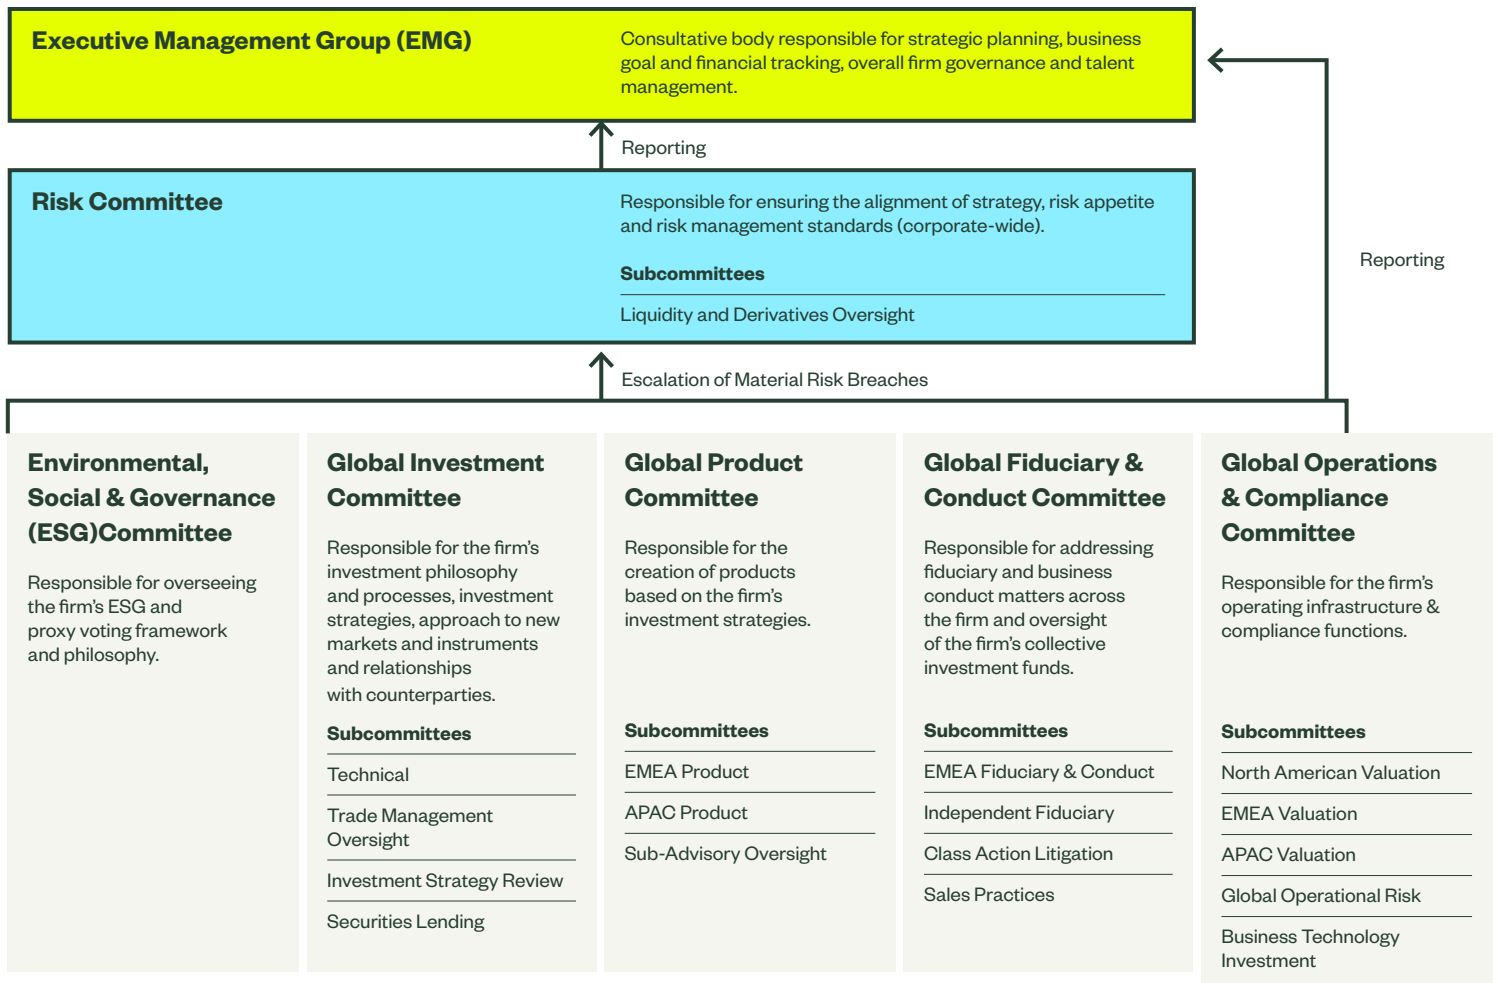 Executive Management Group (EMG)
Consultative body responsible for strategic planning, business
goal and financial tracking, overall firm governance and talent
management.
Reporting
Risk Committee
Responsible for ensuring the alignment of strategy, risk appetite
and risk management standards (corporate-wide).
Subcommittees
Liquidity and Derivatives Oversight
Reporting
Escalation of Material Risk Breaches
Environmental,
Social & Governance
(ESG)Committee
Responsible for overseeing
the firm’s ESG and
proxy voting framework
and philosophy.
Global Investment
Committee
Responsible for the firm’s
investment philosophy
and processes, investment
strategies, approach to new
markets and instruments
and relationships
with counterparties.
Subcommittees
Technical
Trade Management
Oversight
Investment Strategy Review
Securities Lending
Global Product
Committee
Responsible for the
creation of products
based on the firm’s
investment strategies.
Subcommittees
EMEA Product
APAC Product
Sub-Advisory Oversight
Global Fiduciary &
Conduct Committee
Responsible for addressing
fiduciary and business
conduct matters across
the firm and oversight
of the firm’s collective
investment funds.
Subcommittees
EMEA Fiduciary & Conduct
Independent Fiduciary
Class Action Litigation
Sales Practices
Global Operations
& Compliance
Committee
Responsible for the firm’s
operating infrastructure &
compliance functions.
Subcommittees
North American Valuation
EMEA Valuation
APAC Valuation
Global Operational Risk
Business Technology
Investment